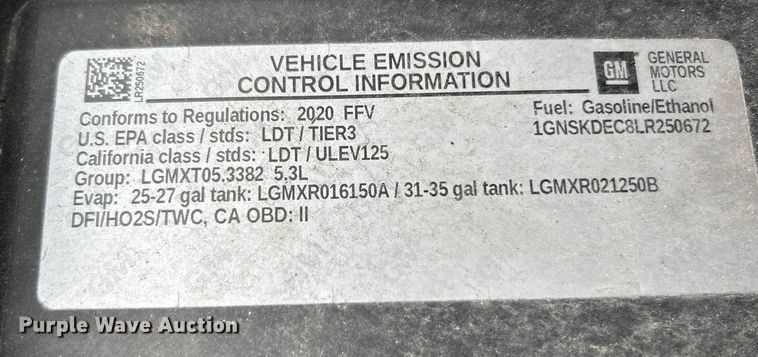 LR250672
VEHICLE EMISSION
CONTROL INFORMATION
GM
GENERAL
MOTORS
LLC
Conforms to Regulations: 2020 FFV
Fuel: Gasoline/Ethanol
U.S. EPA class / stds: LDT / TIER3
1GNSKDEC8LR250672
California class / stds: LDT / ULEV125
Group: LGMXT05.3382 5,3L
Evap: 25-27 gal tank: LGMXR016150A / 31-35 gal tank: LGMXR021250B
DFI/HO2S/TWC, CA OBD: II
Purple Wave Auction